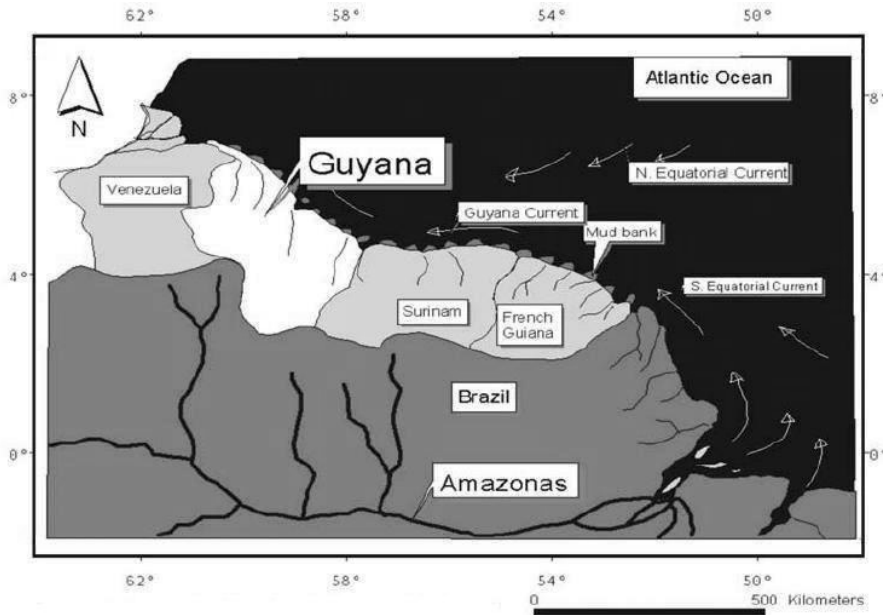 62° 58° 54° 50°
8° Atlantic Ocean 8°
N
Guyana
Venezuela
N. Equatorial Current
Guyana Current
Mud bank
4° 4°
S. Equatorial Current
Surinam
French
Guiana
Brazil
0° 0°
Amazonas
62° 58° 54° 50°
0 500 Kilometers